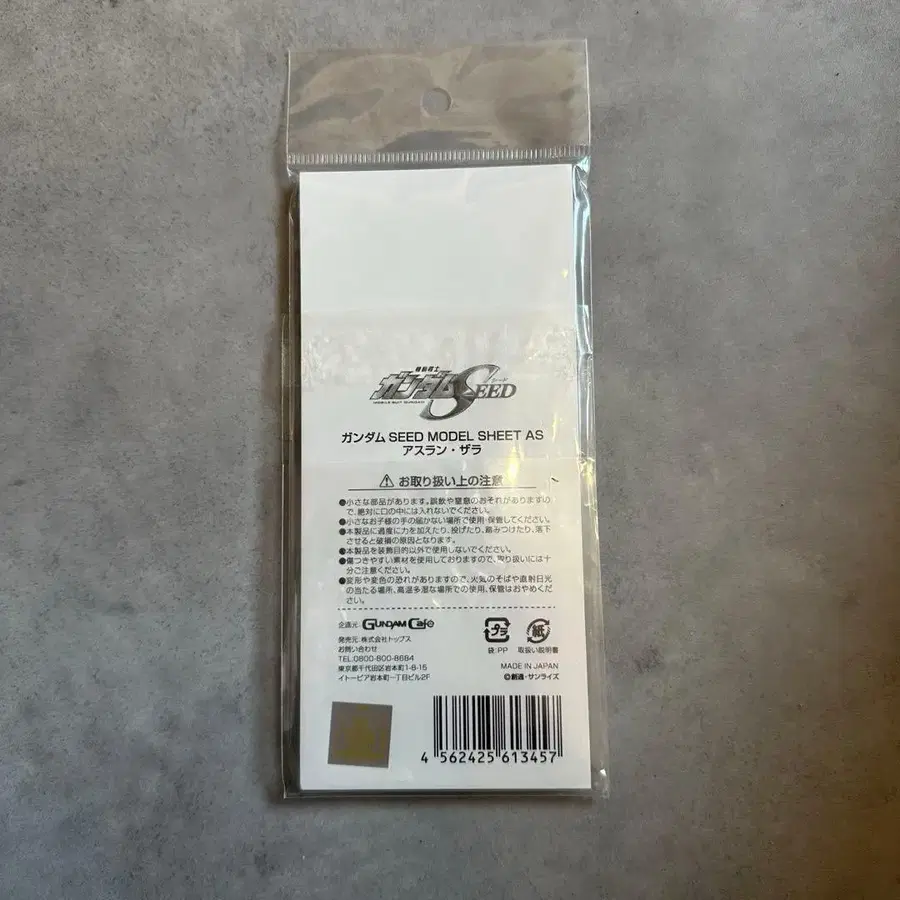 機動戦士
ガンダムSEED
シード
MOBILE SUIT GUNDAM
ガンダム SEED MODEL SHEET AS
アスラン・ザラ
お取り扱い上の注意
●小さな部品があります。誤飲や窒息のおそれがありますの
で、絶対に口の中には入れないでください。
●小さなお子様の手の届かない場所で使用・保管してください。
●本製品に過度に力を加えたり、投げたり、踏みつけたり、落下
させると破損の原因となります。
●本製品を装飾目的以外で使用しないでください。
●傷つきやすい素材を使用しておりますので、取り扱いには十
分ご注意ください。
●変形や変色の恐れがありますので、火気のそばや直射日光
の当たる場所、高温多湿な場所での使用、保管はおやめくだ
さい。
企画元: GUNDAM Café
発売元:株式会社トップス
お問い合わせ
TEL.0800-800-8684
東京都千代田区岩本町1-8-15
イトーピア岩本町一丁目ビル2F
プラ
紙
袋:PP 取扱い説明書
MADE IN JAPAN
©創通・サンライズ
4 562425 613457